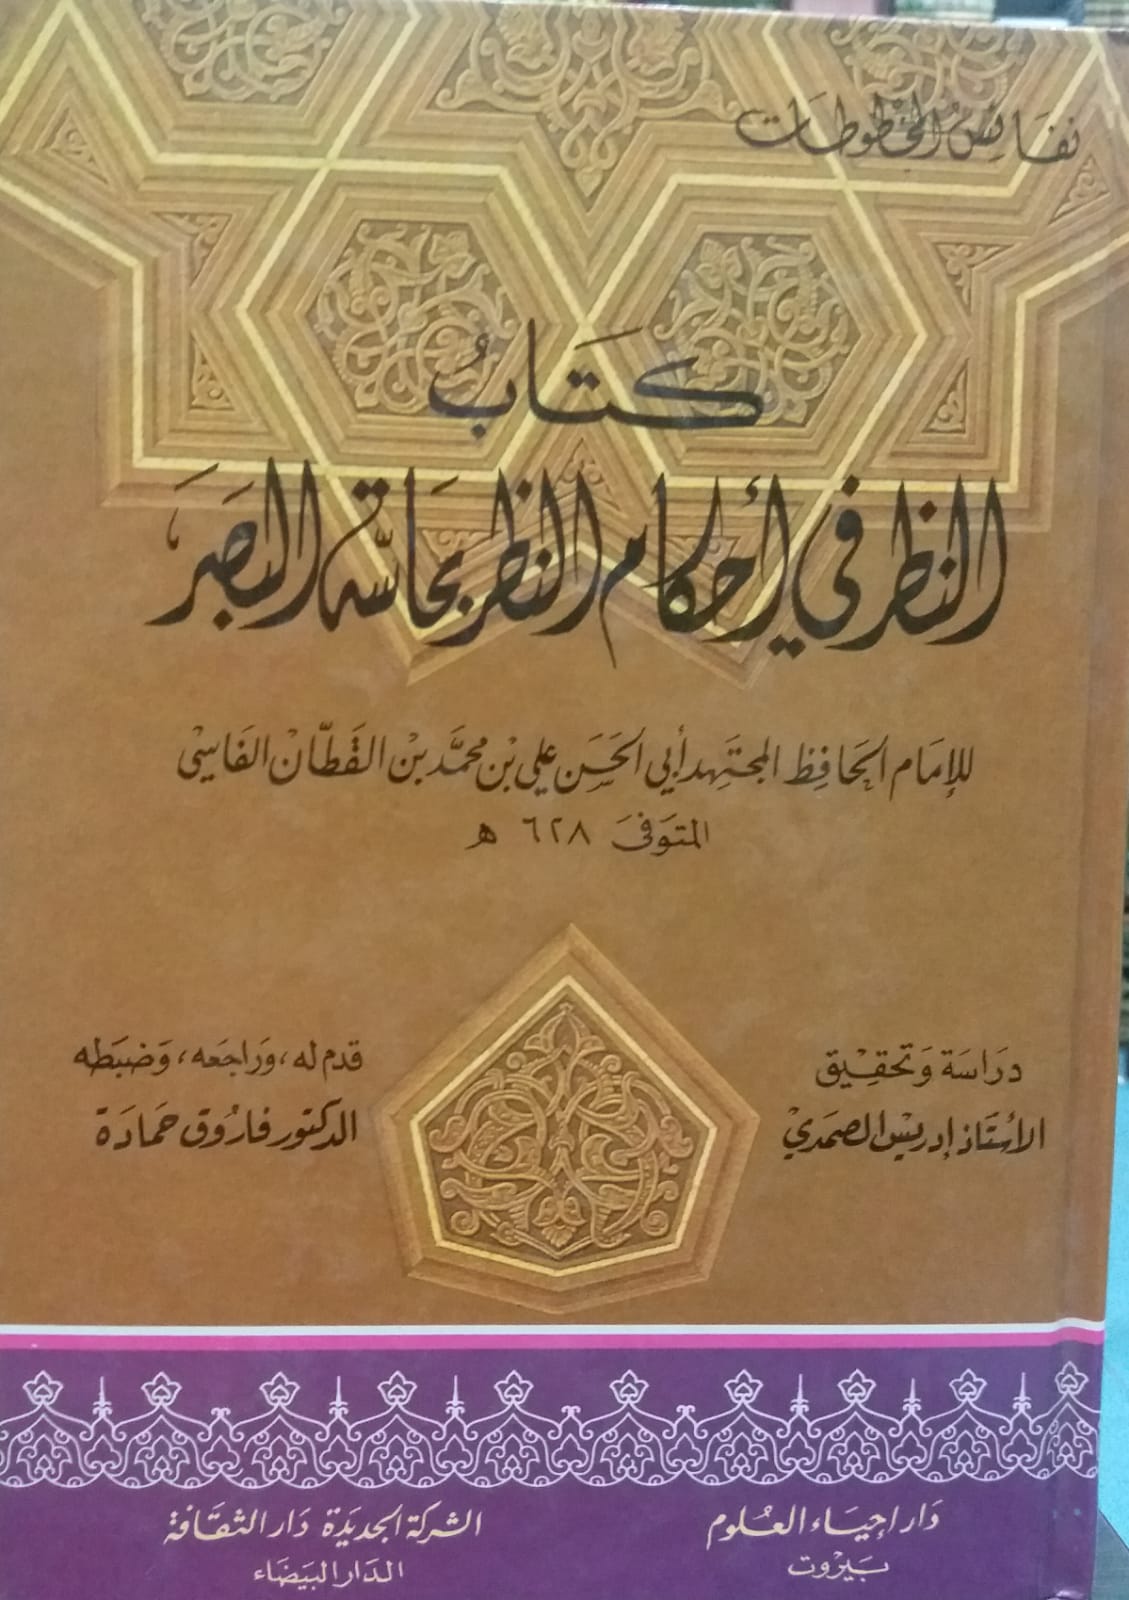 نفائس المخطوطات
كتاب
النظر في أحكام النظر بحاسة البصر
للإمام الحافظ المجتهد أبي الحسن علي بن محمد بن القطان الفاسي
المتوفى ٦٢٨ هـ
دراسة وتحقيق
الأستاذ إدريس الصمدي
قدم له، وراجعه، وضبطه
الدكتور فاروق حمادة
دار إحياء العلوم
بيروت
الشركة الجديدة دار الثقافة
الدار البيضاء